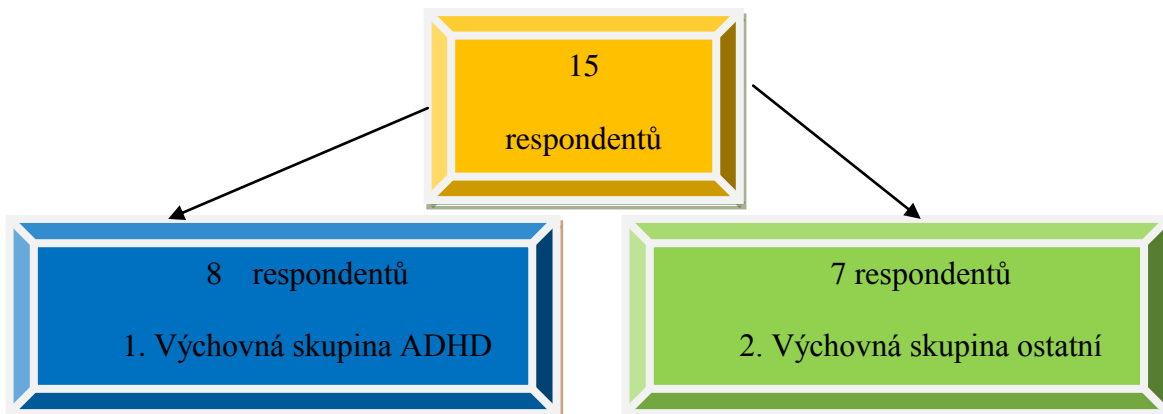 15
respondentů
8 respondentů
1. Výchovná skupina ADHD
7 respondentů
2. Výchovná skupina ostatní